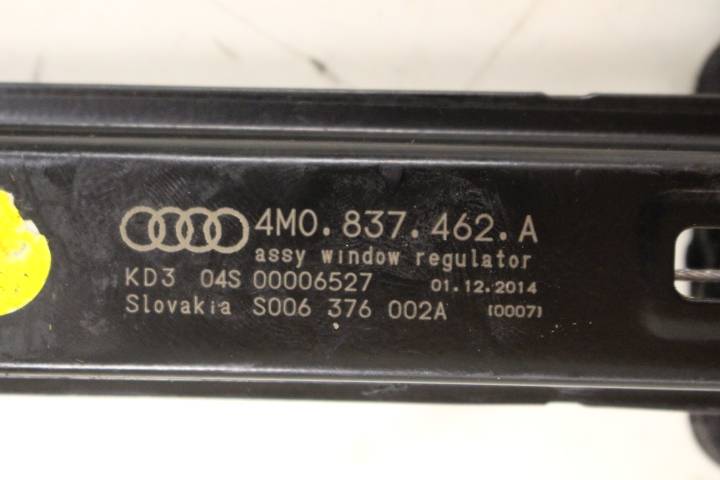 4M0.837.462.A
assy window regulator
KD3 04S 00006527 01.12.2014
Slovakia S006 376 002A (0007)